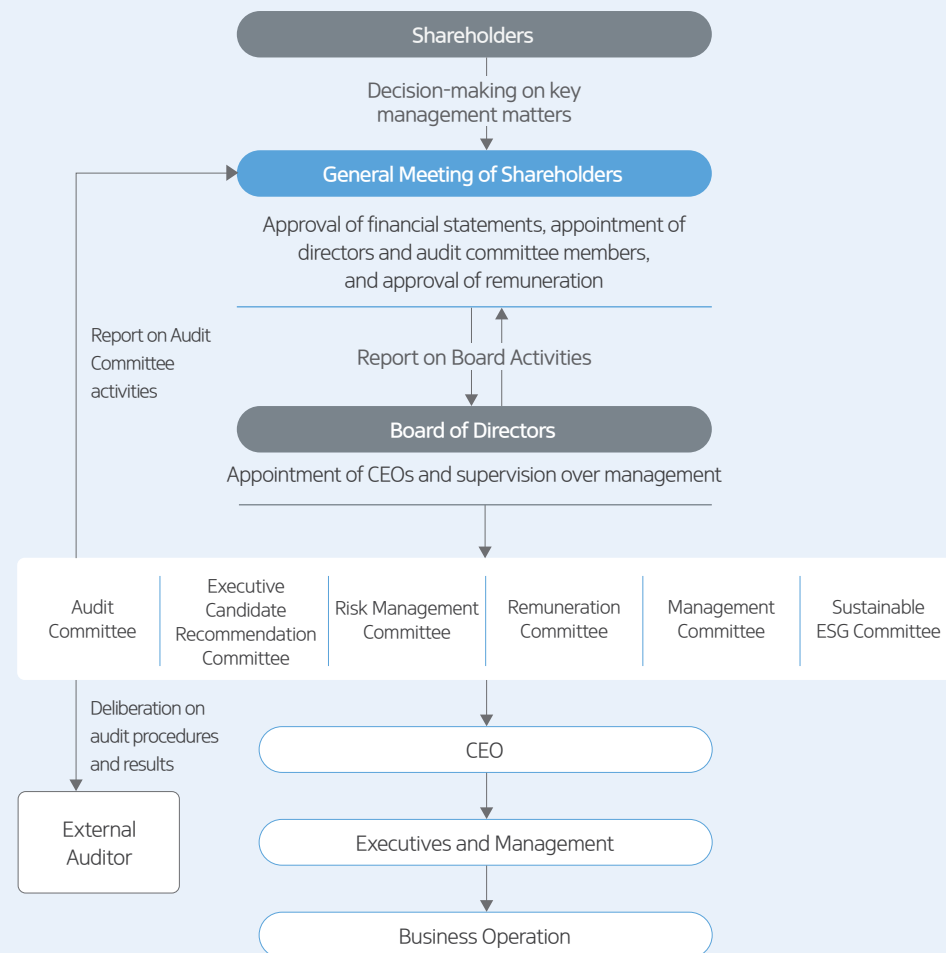 Shareholders
Decision-making on key
management matters
General Meeting of Shareholders
Approval of financial statements, appointment of
directors and audit committee members,
and approval of remuneration
Report on Audit
Committee
activities
Report on Board Activities
Board of Directors
Appointment of CEOs and supervision over management
Audit
Committee
Executive
Candidate
Recommendation
Committee
Risk Management
Committee
Remuneration
Committee
Management
Committee
Sustainable
ESG Committee
Deliberation on
audit procedures
and results
External
Auditor
CEO
Executives and Management
Business Operation